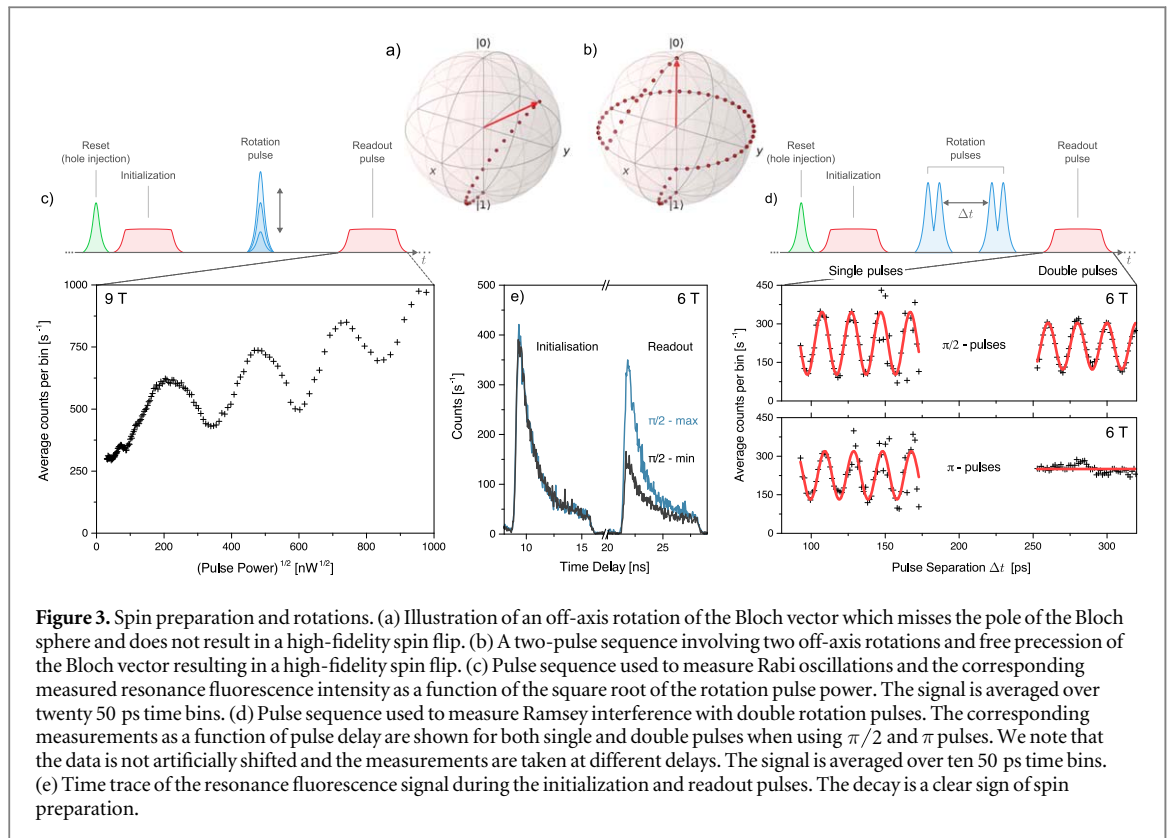 a)
|0⟩
x
y
|1⟩
b)
|0⟩
x
y
|1⟩
c)
Reset
(hole injection)
Initialization
Rotation
pulse
Readout
pulse
t
d)
Reset
(hole injection)
Initialization
Rotation
pulses
Δt
Readout
pulse
t
9 T
Average counts per bin [s⁻¹]
1000
750
500
250
0
0
200
400
600
800
1000
(Pulse Power) 1/2 [nW1/2]
e)
6 T
Initialisation
Readout
π/2 - max
π/2 - min
Counts [s⁻¹]
500
400
300
200
100
0
10
15
20
25
Time Delay [ns]
Single pulses
Double pulses
6 T
π/2 - pulses
450
300
150
0
6 T
π - pulses
450
300
150
0
Average counts per bin [s⁻¹]
100
150
200
250
300
Pulse Separation Δt [ps]
Figure 3. Spin preparation and rotations. (a) Illustration of an off-axis rotation of the Bloch vector which misses the pole of the Bloch
sphere and does not result in a high-fidelity spin flip. (b) A two-pulse sequence involving two off-axis rotations and free precession of
the Bloch vector resulting in a high-fidelity spin flip. (c) Pulse sequence used to measure Rabi oscillations and the corresponding
measured resonance fluorescence intensity as a function of the square root of the rotation pulse power. The signal is averaged over
twenty 50 ps time bins. (d) Pulse sequence used to measure Ramsey interference with double rotation pulses. The corresponding
measurements as a function of pulse delay are shown for both single and double pulses when using π/2 and π pulses. We note that
the data is not artificially shifted and the measurements are taken at different delays. The signal is averaged over ten 50 ps time bins.
(e) Time trace of the resonance fluorescence signal during the initialization and readout pulses. The decay is a clear sign of spin
preparation.